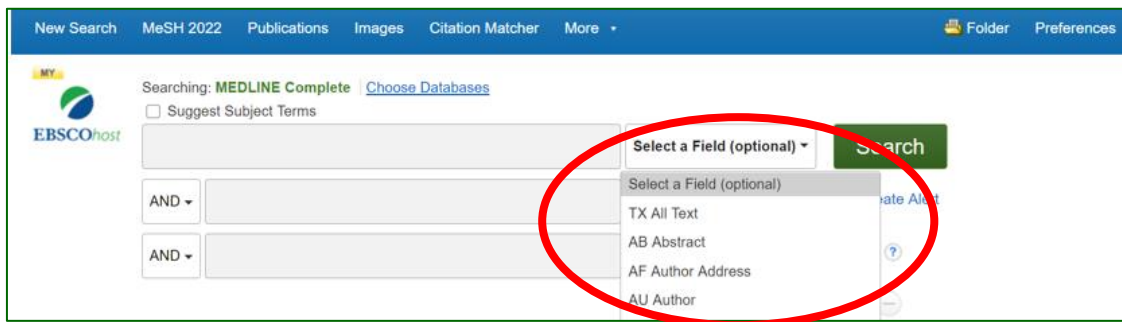 New Search MeSH 2022 Publications Images Citation Matcher More Folder Preferences
MY
Searching: MEDLINE Complete Choose Databases
Suggest Subject Terms
EBSCOhost
Select a Field (optional) Search
Select a Field (optional)
AND
TX All Text
AB Abstract
AND
?
AF Author Address
AU Author